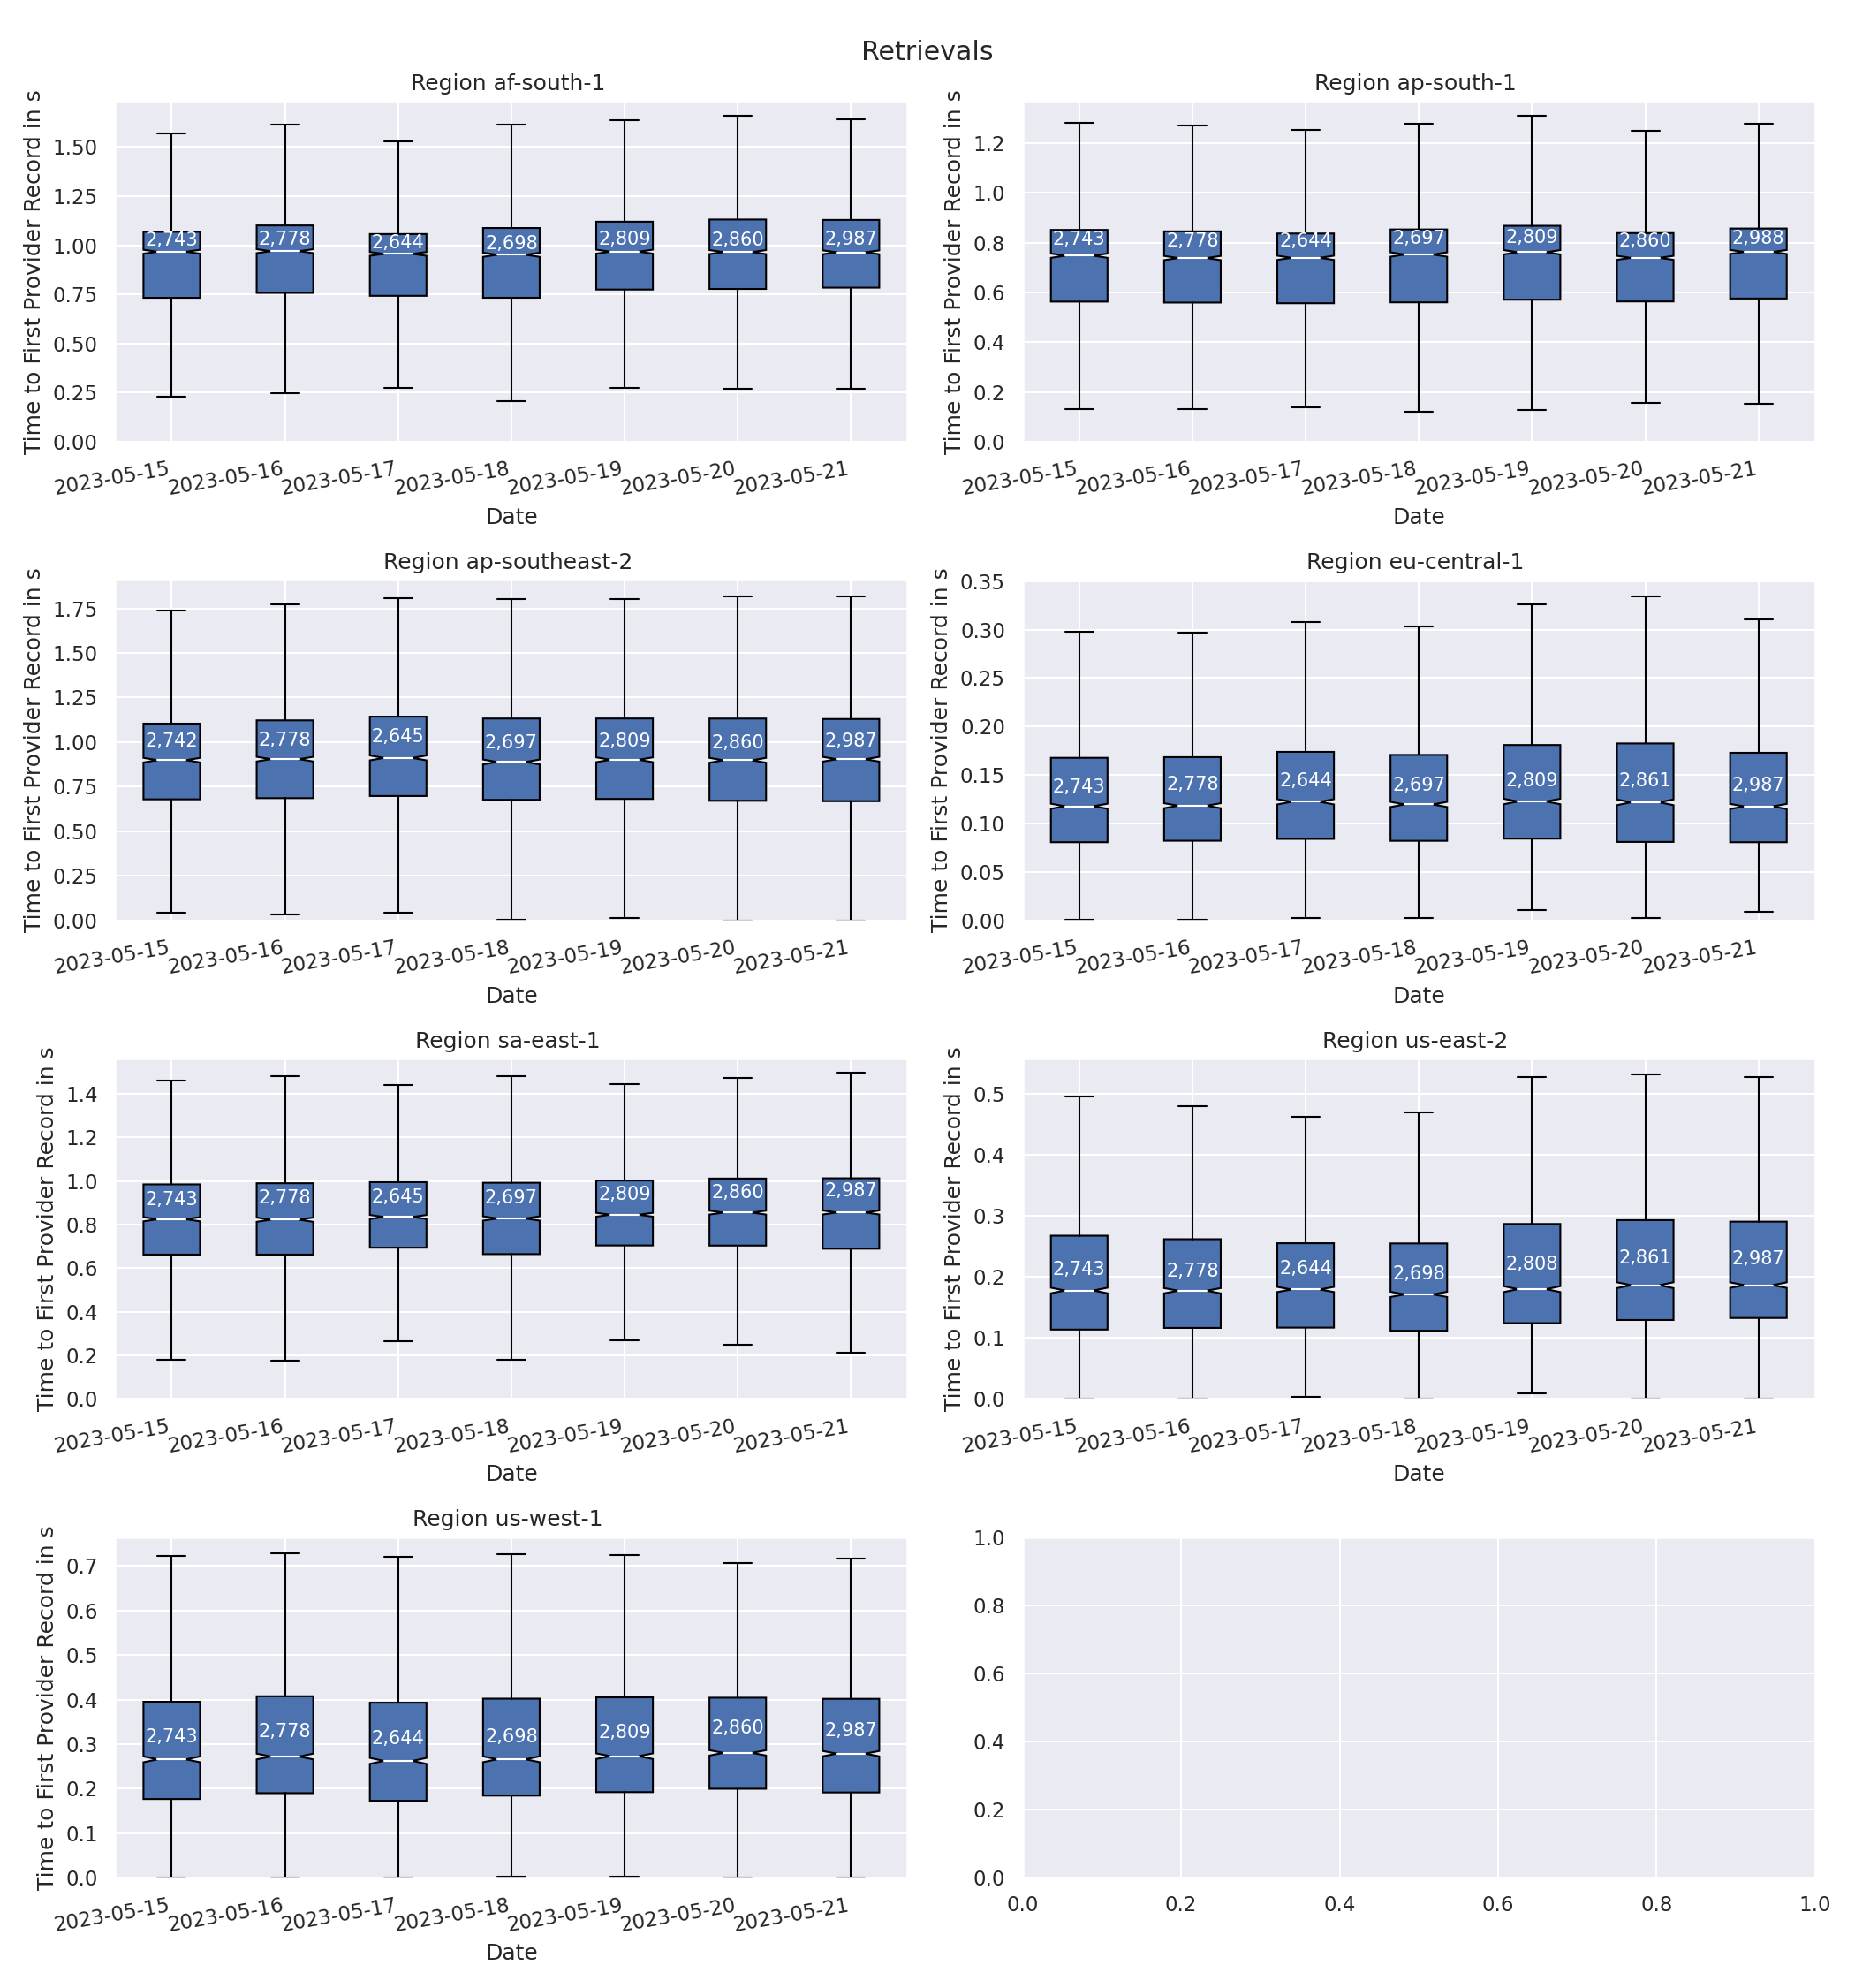 Retrievals
Region af-south-1
Time to First Provider Record in s
1.50
1.25
1.00
0.75
0.50
0.25
0.00
2,743 2,778 2,644 2,698 2,809 2,860 2,987
2023-05-15 2023-05-16 2023-05-17 2023-05-18 2023-05-19 2023-05-20 2023-05-21
Date
Region ap-south-1
Time to First Provider Record in s
1.2
1.0
0.8
0.6
0.4
0.2
0.0
2,743 2,778 2,644 2,697 2,809 2,860 2,988
2023-05-15 2023-05-16 2023-05-17 2023-05-18 2023-05-19 2023-05-20 2023-05-21
Date
Region ap-southeast-2
Time to First Provider Record in s
1.75
1.50
1.25
1.00
0.75
0.50
0.25
0.00
2,742 2,778 2,645 2,697 2,809 2,860 2,987
2023-05-15 2023-05-16 2023-05-17 2023-05-18 2023-05-19 2023-05-20 2023-05-21
Date
Region eu-central-1
Time to First Provider Record in s
0.35
0.30
0.25
0.20
0.15
0.10
0.05
0.00
2,743 2,778 2,644 2,697 2,809 2,861 2,987
2023-05-15 2023-05-16 2023-05-17 2023-05-18 2023-05-19 2023-05-20 2023-05-21
Date
Region sa-east-1
Time to First Provider Record in s
1.4
1.2
1.0
0.8
0.6
0.4
0.2
0.0
2,743 2,778 2,645 2,697 2,809 2,860 2,987
2023-05-15 2023-05-16 2023-05-17 2023-05-18 2023-05-19 2023-05-20 2023-05-21
Date
Region us-east-2
Time to First Provider Record in s
0.5
0.4
0.3
0.2
0.1
0.0
2,743 2,778 2,644 2,698 2,808 2,861 2,987
2023-05-15 2023-05-16 2023-05-17 2023-05-18 2023-05-19 2023-05-20 2023-05-21
Date
Region us-west-1
Time to First Provider Record in s
0.7
0.6
0.5
0.4
0.3
0.2
0.1
0.0
2,743 2,778 2,644 2,698 2,809 2,860 2,987
2023-05-15 2023-05-16 2023-05-17 2023-05-18 2023-05-19 2023-05-20 2023-05-21
Date
1.0
0.8
0.6
0.4
0.2
0.0
0.0 0.2 0.4 0.6 0.8 1.0